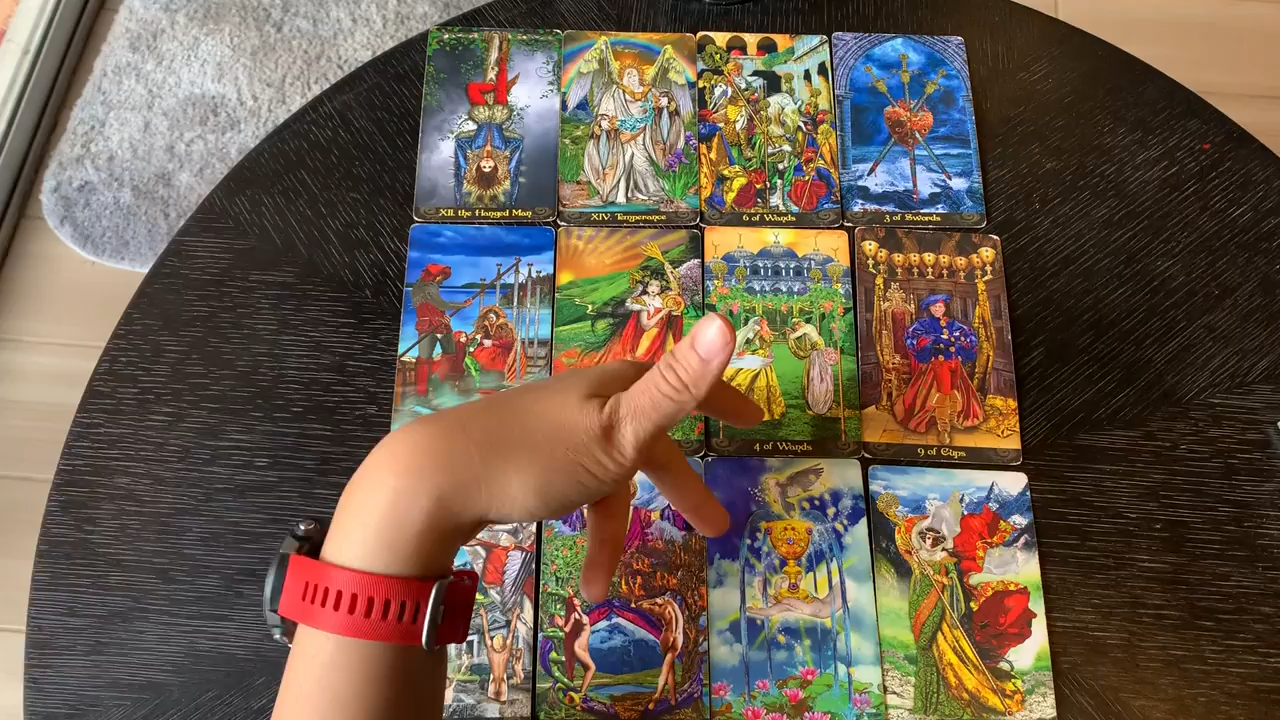 XII. the Hanged Man
XIV. Temperance
6 of Wands
3 of Swords
4 of Wands
9 of Cups